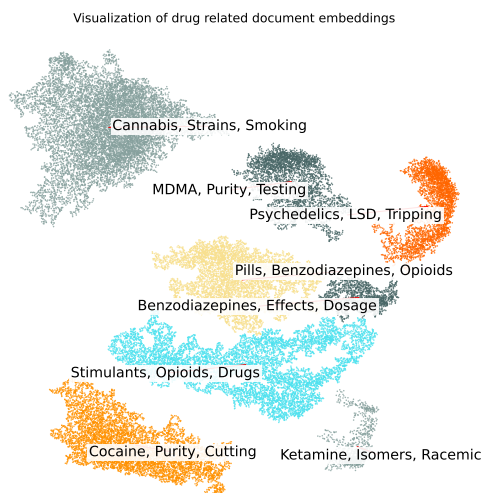 Visualization of drug related document embeddings
Cannabis, Strains, Smoking
MDMA, Purity, Testing
Psychedelics, LSD, Tripping
Pills, Benzodiazepines, Opioids
Benzodiazepines, Effects, Dosage
Stimulants, Opioids, Drugs
Cocaine, Purity, Cutting
Ketamine, Isomers, Racemic